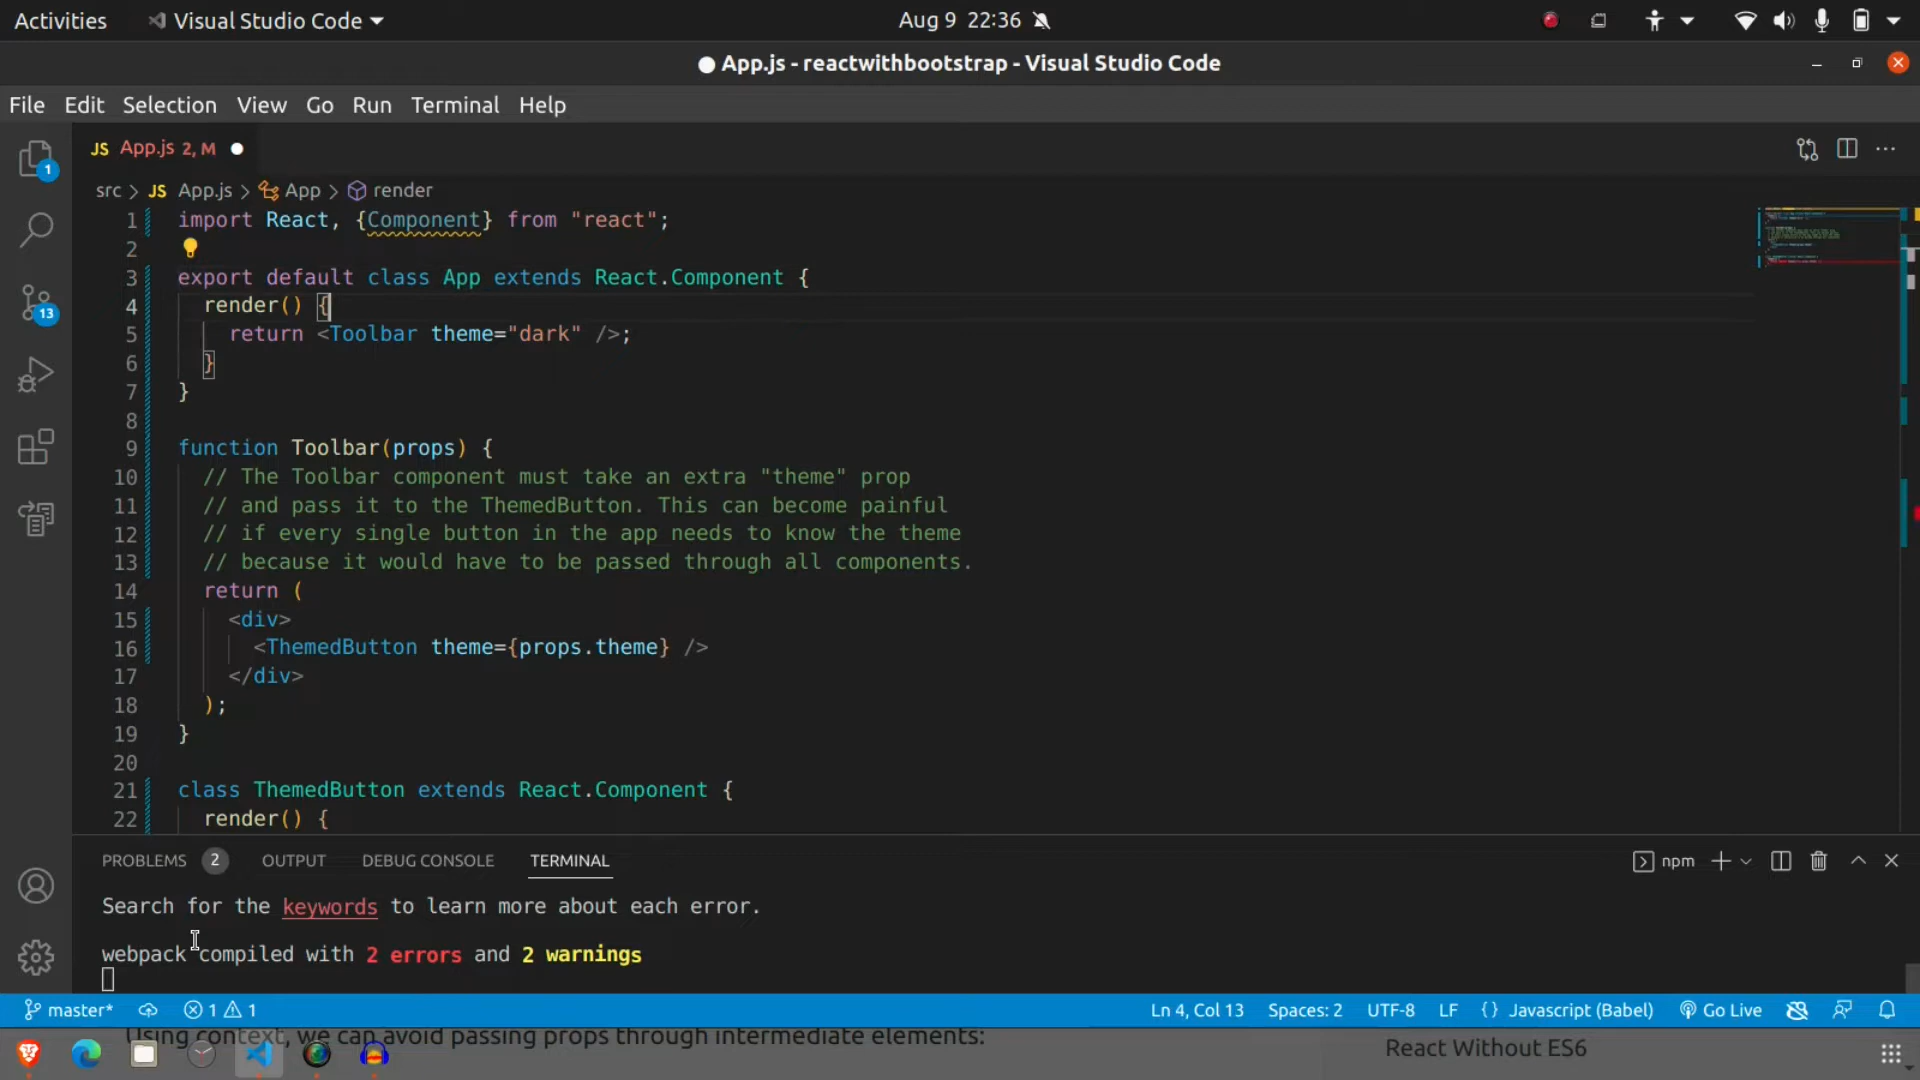 Activities Visual Studio Code Aug 9 22:36
App.js - reactwithbootstrap - Visual Studio Code
File Edit Selection View Go Run Terminal Help
1 JS App.js 2, M
src > JS App.js > App > render
1 import React, {Component} from "react";
2
3 export default class App extends React.Component {
4 render() {
5 return <Toolbar theme="dark" />;
6 }
7 }
8
9 function Toolbar(props) {
10 // The Toolbar component must take an extra "theme" prop
11 // and pass it to the ThemedButton. This can become painful
12 // if every single button in the app needs to know the theme
13 // because it would have to be passed through all components.
14 return (
15 <div>
16 <ThemedButton theme={props.theme} />
17 </div>
18 );
19 }
20
21 class ThemedButton extends React.Component {
22 render() {
13
PROBLEMS 2 OUTPUT DEBUG CONSOLE TERMINAL npm
Search for the keywords to learn more about each error.
webpack compiled with 2 errors and 2 warnings
master* 1 1 Ln 4, Col 13 Spaces: 2 UTF-8 LF {} Javascript (Babel) Go Live
Using context, we can avoid passing props through intermediate elements:
React Without ES6